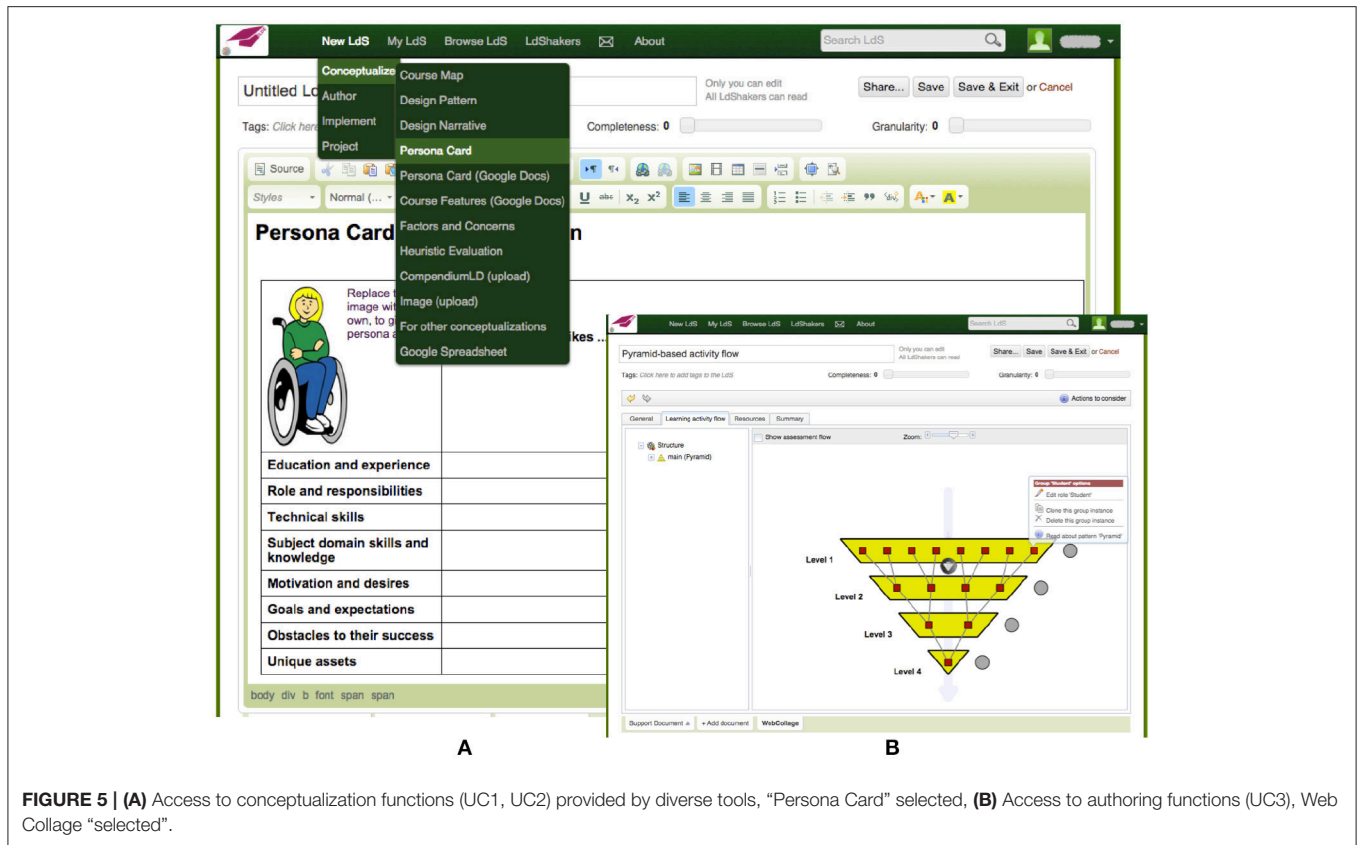 New LdS My LdS Browse LdS LdShakers About Search LdS
Conceptualize
Author
Implement
Project
Course Map
Design Pattern
Design Narrative
Persona Card
Persona Card (Google Docs)
Course Features (Google Docs)
Factors and Concerns
Heuristic Evaluation
CompendiumLD (upload)
Image (upload)
For other conceptualizations
Google Spreadsheet
Untitled Ld
Only you can edit
All LdShakers can read
Share... Save Save & Exit or Cancel
Tags: Click here Completeness: 0 Granularity: 0
Source
Styles Normal (... U abc x2 x2
Persona Card n
Replace
image wit
own, to g
persona a
ikes ...
Education and experience
Role and responsibilities
Technical skills
Subject domain skills and
knowledge
Motivation and desires
Goals and expectations
Obstacles to their success
Unique assets
body div b font span span
New LdS My LdS Browse LdS LdShakers About Search LdS
Pyramid-based activity flow
Only you can edit
All LdShakers can read
Share... Save Save & Exit or Cancel
Tags: Click here to add tags to the LdS Completeness: 0 Granularity: 0
Actions to consider
General Learning activity flow Resources Summary
Structure
main (Pyramid)
Show assessment flow Zoom:
Group 'Student' options
Edit role 'Student'
Clone this group instance
Delete this group instance
Read about pattern 'Pyramid'
Level 1
Level 2
Level 3
Level 4
Support Document + Add document WebCollage
A B
FIGURE 5 | (A) Access to conceptualization functions (UC1, UC2) provided by diverse tools, “Persona Card” selected, (B) Access to authoring functions (UC3), Web
Collage “selected”.